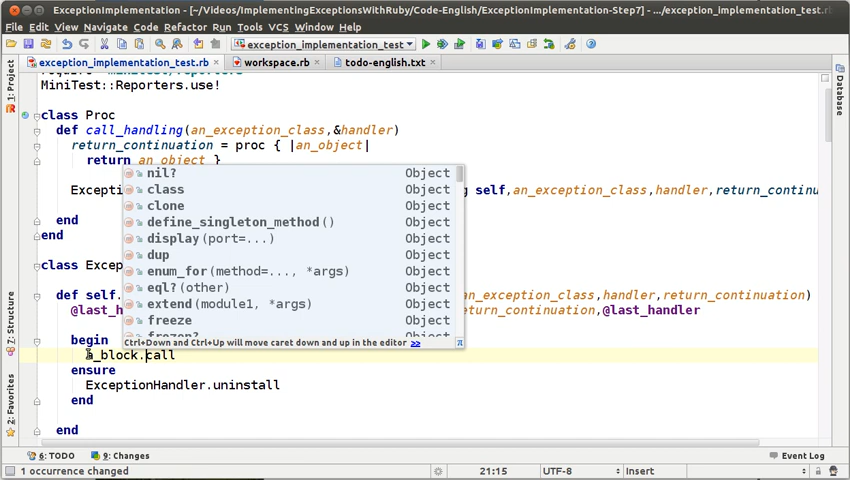 ExceptionImplementation - [~/Videos/ImplementingExceptionsWithRuby/Code-English/ExceptionImplementation-Step7] - .../exception_implementation_test.rb
File Edit View Navigate Code Refactor Run Tools VCS Window Help
exception_implementation_test
exception_implementation_test.rb workspace.rb todo-english.txt
1: Project
Database
MiniTest::Reporters.use!
class Proc
def call_handling(an_exception_class,&handler)
return_continuation = proc { |an_object|
return an_object }
Excepti
g self,an_exception_class,handler,return_continu
end
end
class Excep
def self.
g,an_exception_class,handler,return_continuation)
@last_h
eturn_continuation,@last_handler
nil? Object
class Object
clone Object
define_singleton_method() Object
display(port=...) Object
dup Object
enum_for(method=..., *args) Object
eql?(other) Object
extend(module1, *args) Object
freeze Object
frozen? Object
Ctrl+Down and Ctrl+Up will move caret down and up in the editor >> π
begin
a_block.call
ensure
ExceptionHandler.uninstall
end
end
7: Structure
2: Favorites
6: TODO 9: Changes Event Log
1 occurrence changed 21:15 UTF-8 Insert